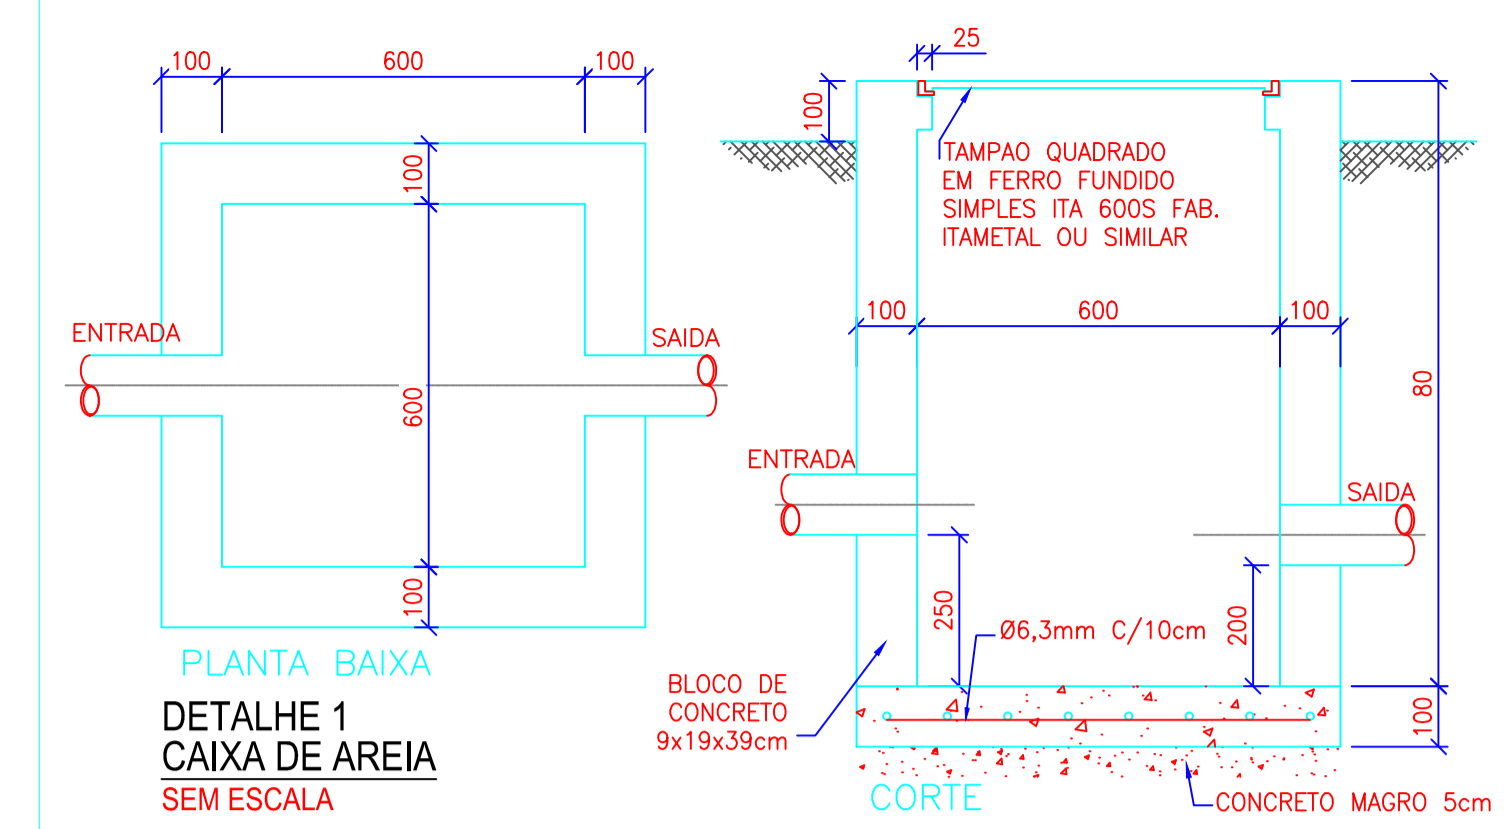 100
600
100
100
600
100
ENTRADA
SAIDA
PLANTA BAIXA
DETALHE 1
CAIXA DE AREIA
SEM ESCALA
25
100
TAMPAO QUADRADO
EM FERRO FUNDIDO
SIMPLES ITA 600S FAB.
ITAMETAL OU SIMILAR
100
600
100
80
ENTRADA
SAIDA
250
200
Ø6,3mm C/10cm
BLOCO DE
CONCRETO
9x19x39cm
100
CORTE
CONCRETO MAGRO 5cm